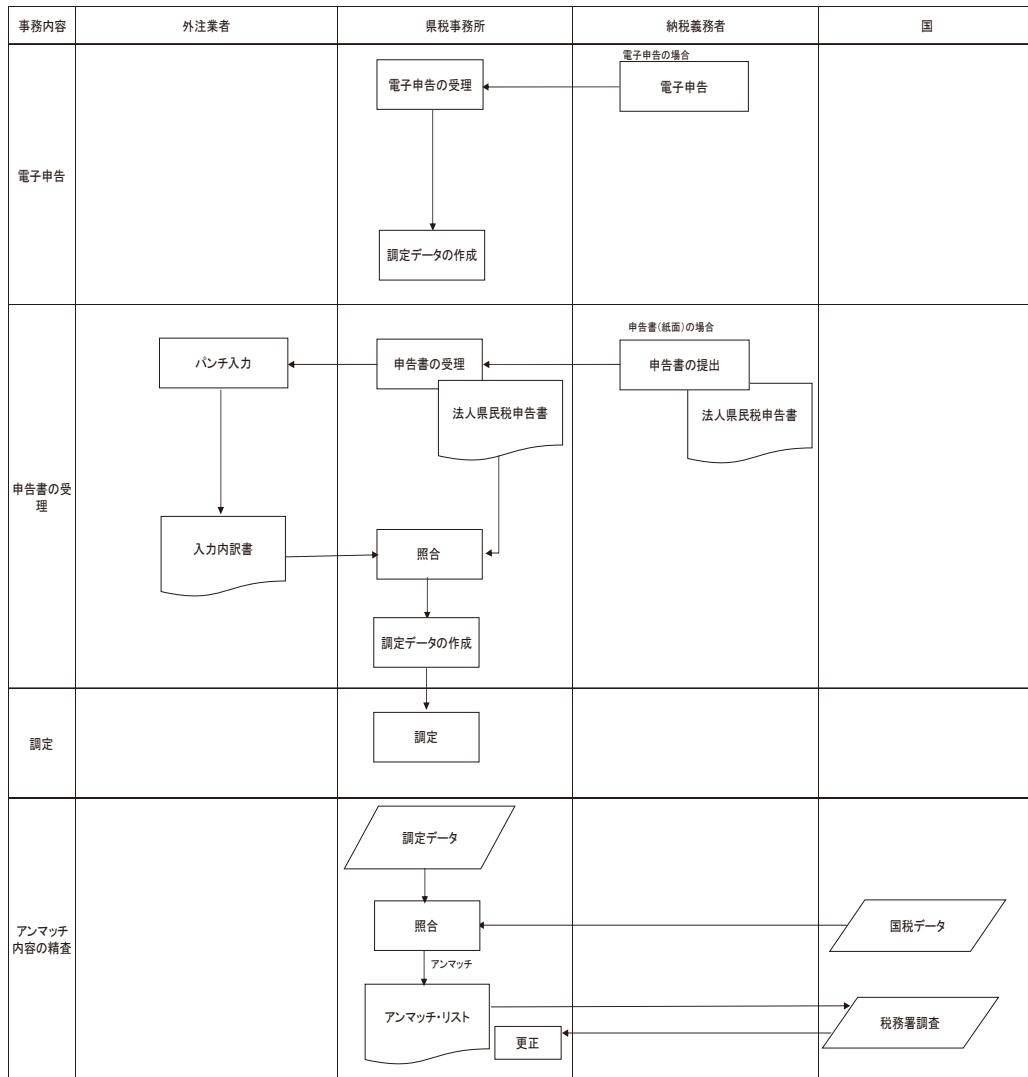 事務内容
外注業者
県税事務所
納税義務者
国
電子申告
電子申告の場合
電子申告の受理
電子申告
調定データの作成
申告書の受
理
申告書(紙面)の場合
パンチ入力
申告書の受理
申告書の提出
法人県民税申告書
法人県民税申告書
入力内訳書
照合
調定データの作成
調定
調定
アンマッチ
内容の精査
調定データ
照合
国税データ
アンマッチ
アンマッチ・リスト
税務署調査
更正